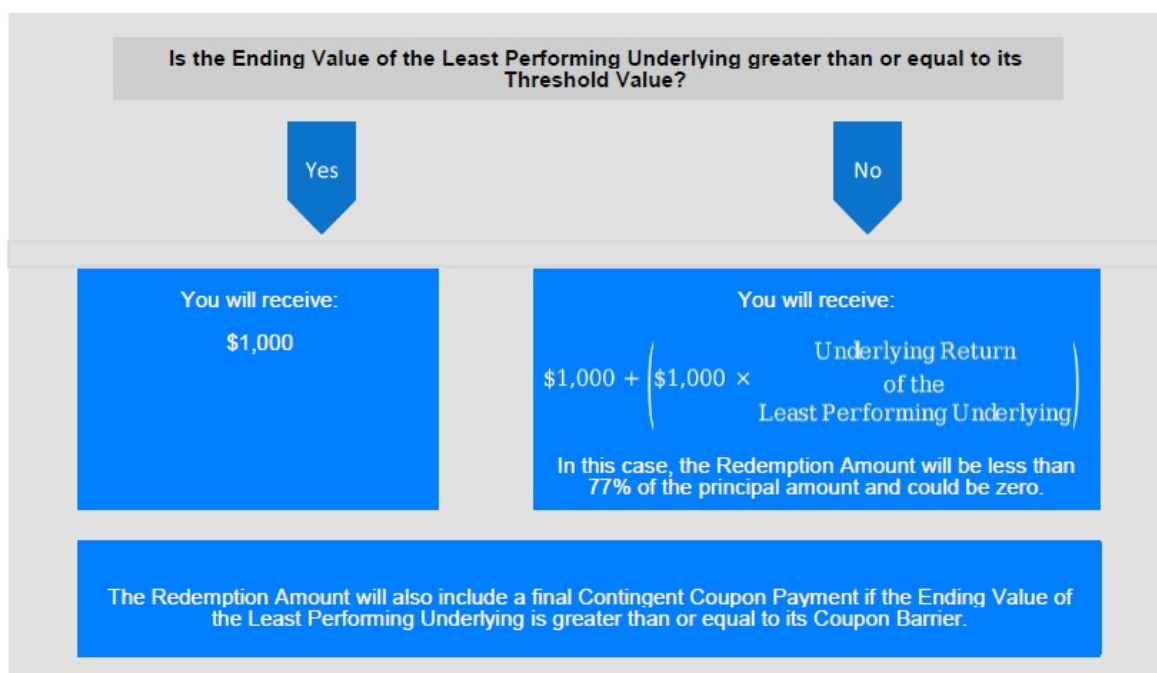 Is the Ending Value of the Least Performing Underlying greater than or equal to its
Threshold Value?
Yes
No
You will receive:
$1,000
You will receive:
$1,000 + ($1,000 × Underlying Return
of the
Least Performing Underlying)
In this case, the Redemption Amount will be less than
77% of the principal amount and could be zero.
The Redemption Amount will also include a final Contingent Coupon Payment if the Ending Value of
the Least Performing Underlying is greater than or equal to its Coupon Barrier.